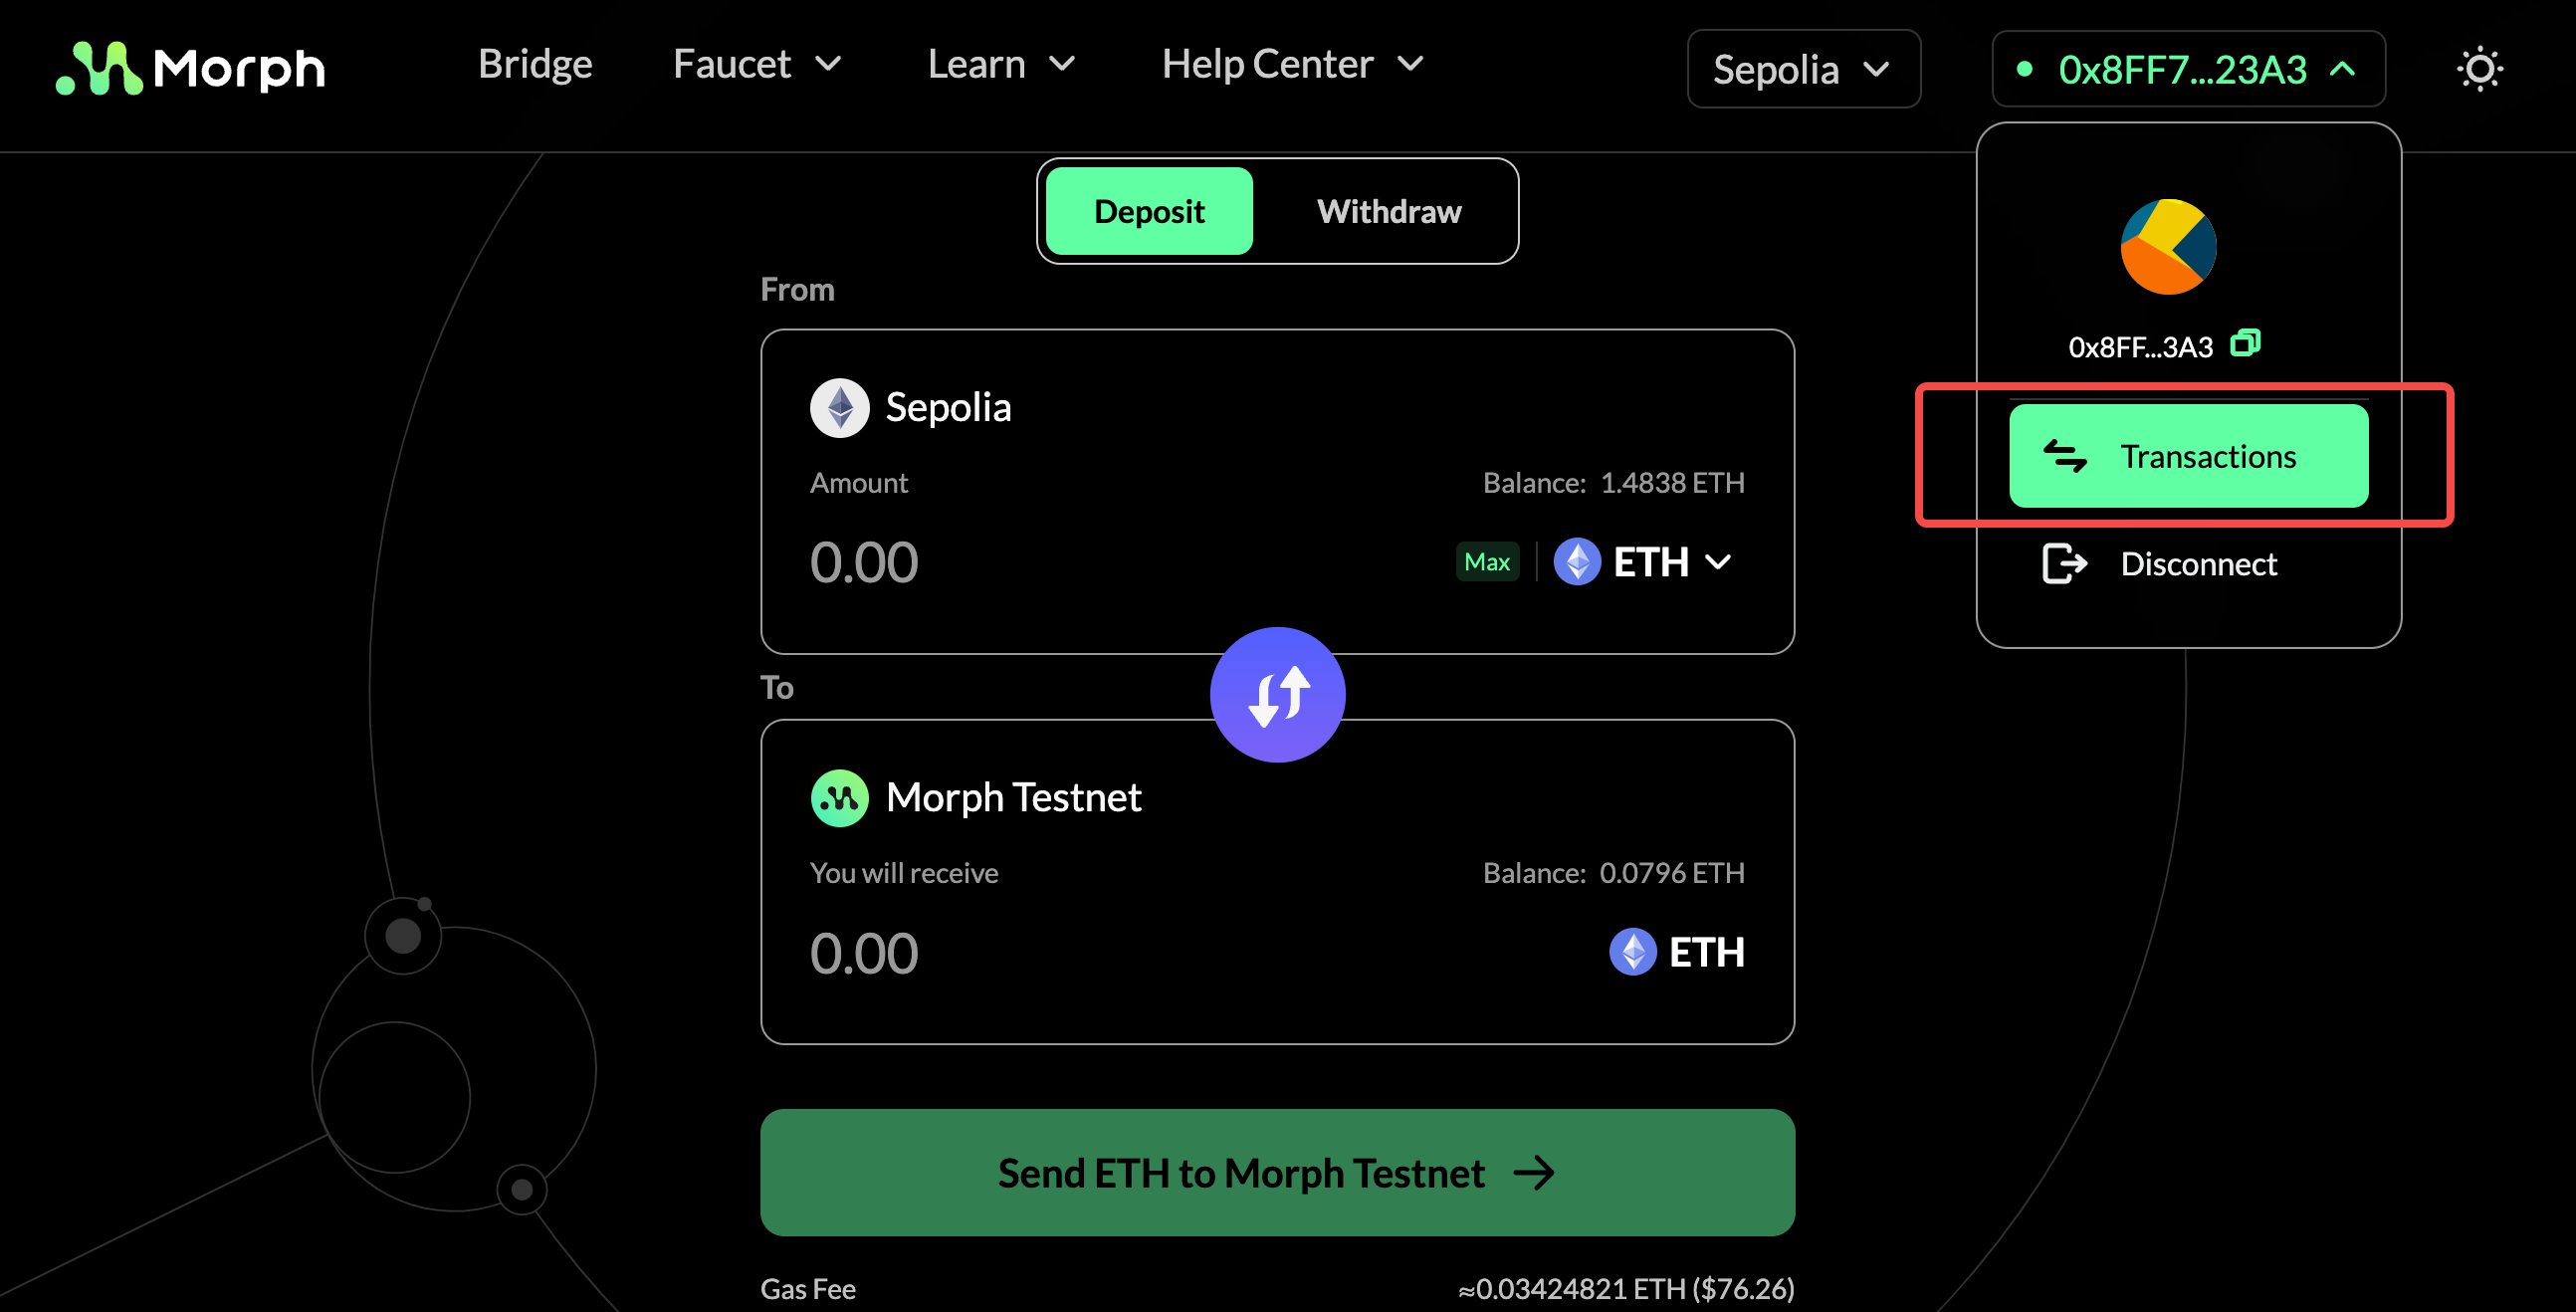 Morph
Bridge
Faucet
Learn
Help Center
Sepolia
0x8FF7...23A3
Deposit
Withdraw
0x8FF...3A3
Transactions
Disconnect
From
Sepolia
Amount
Balance: 1.4838 ETH
0.00
Max
ETH
To
Morph Testnet
You will receive
Balance: 0.0796 ETH
0.00
ETH
Send ETH to Morph Testnet
Gas Fee
≈0.03424821 ETH ($76.26)